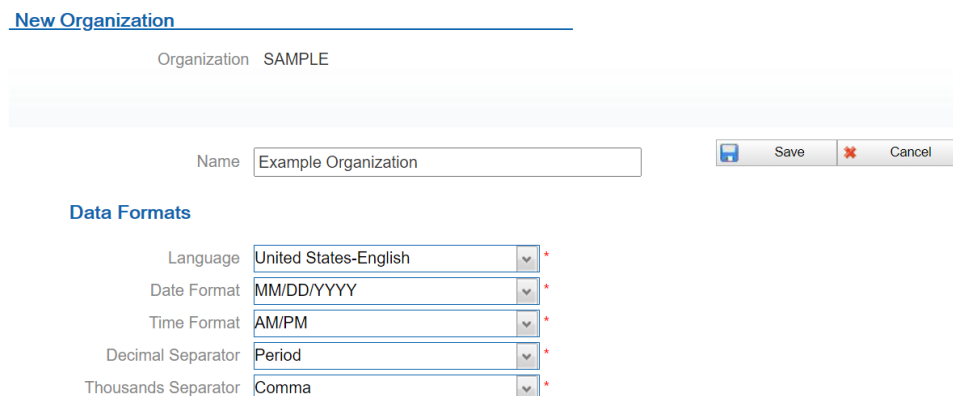 New Organization
Organization SAMPLE
Name Example Organization
Save Cancel
Data Formats
Language United States-English *
Date Format MM/DD/YYYY *
Time Format AM/PM *
Decimal Separator Period *
Thousands Separator Comma *